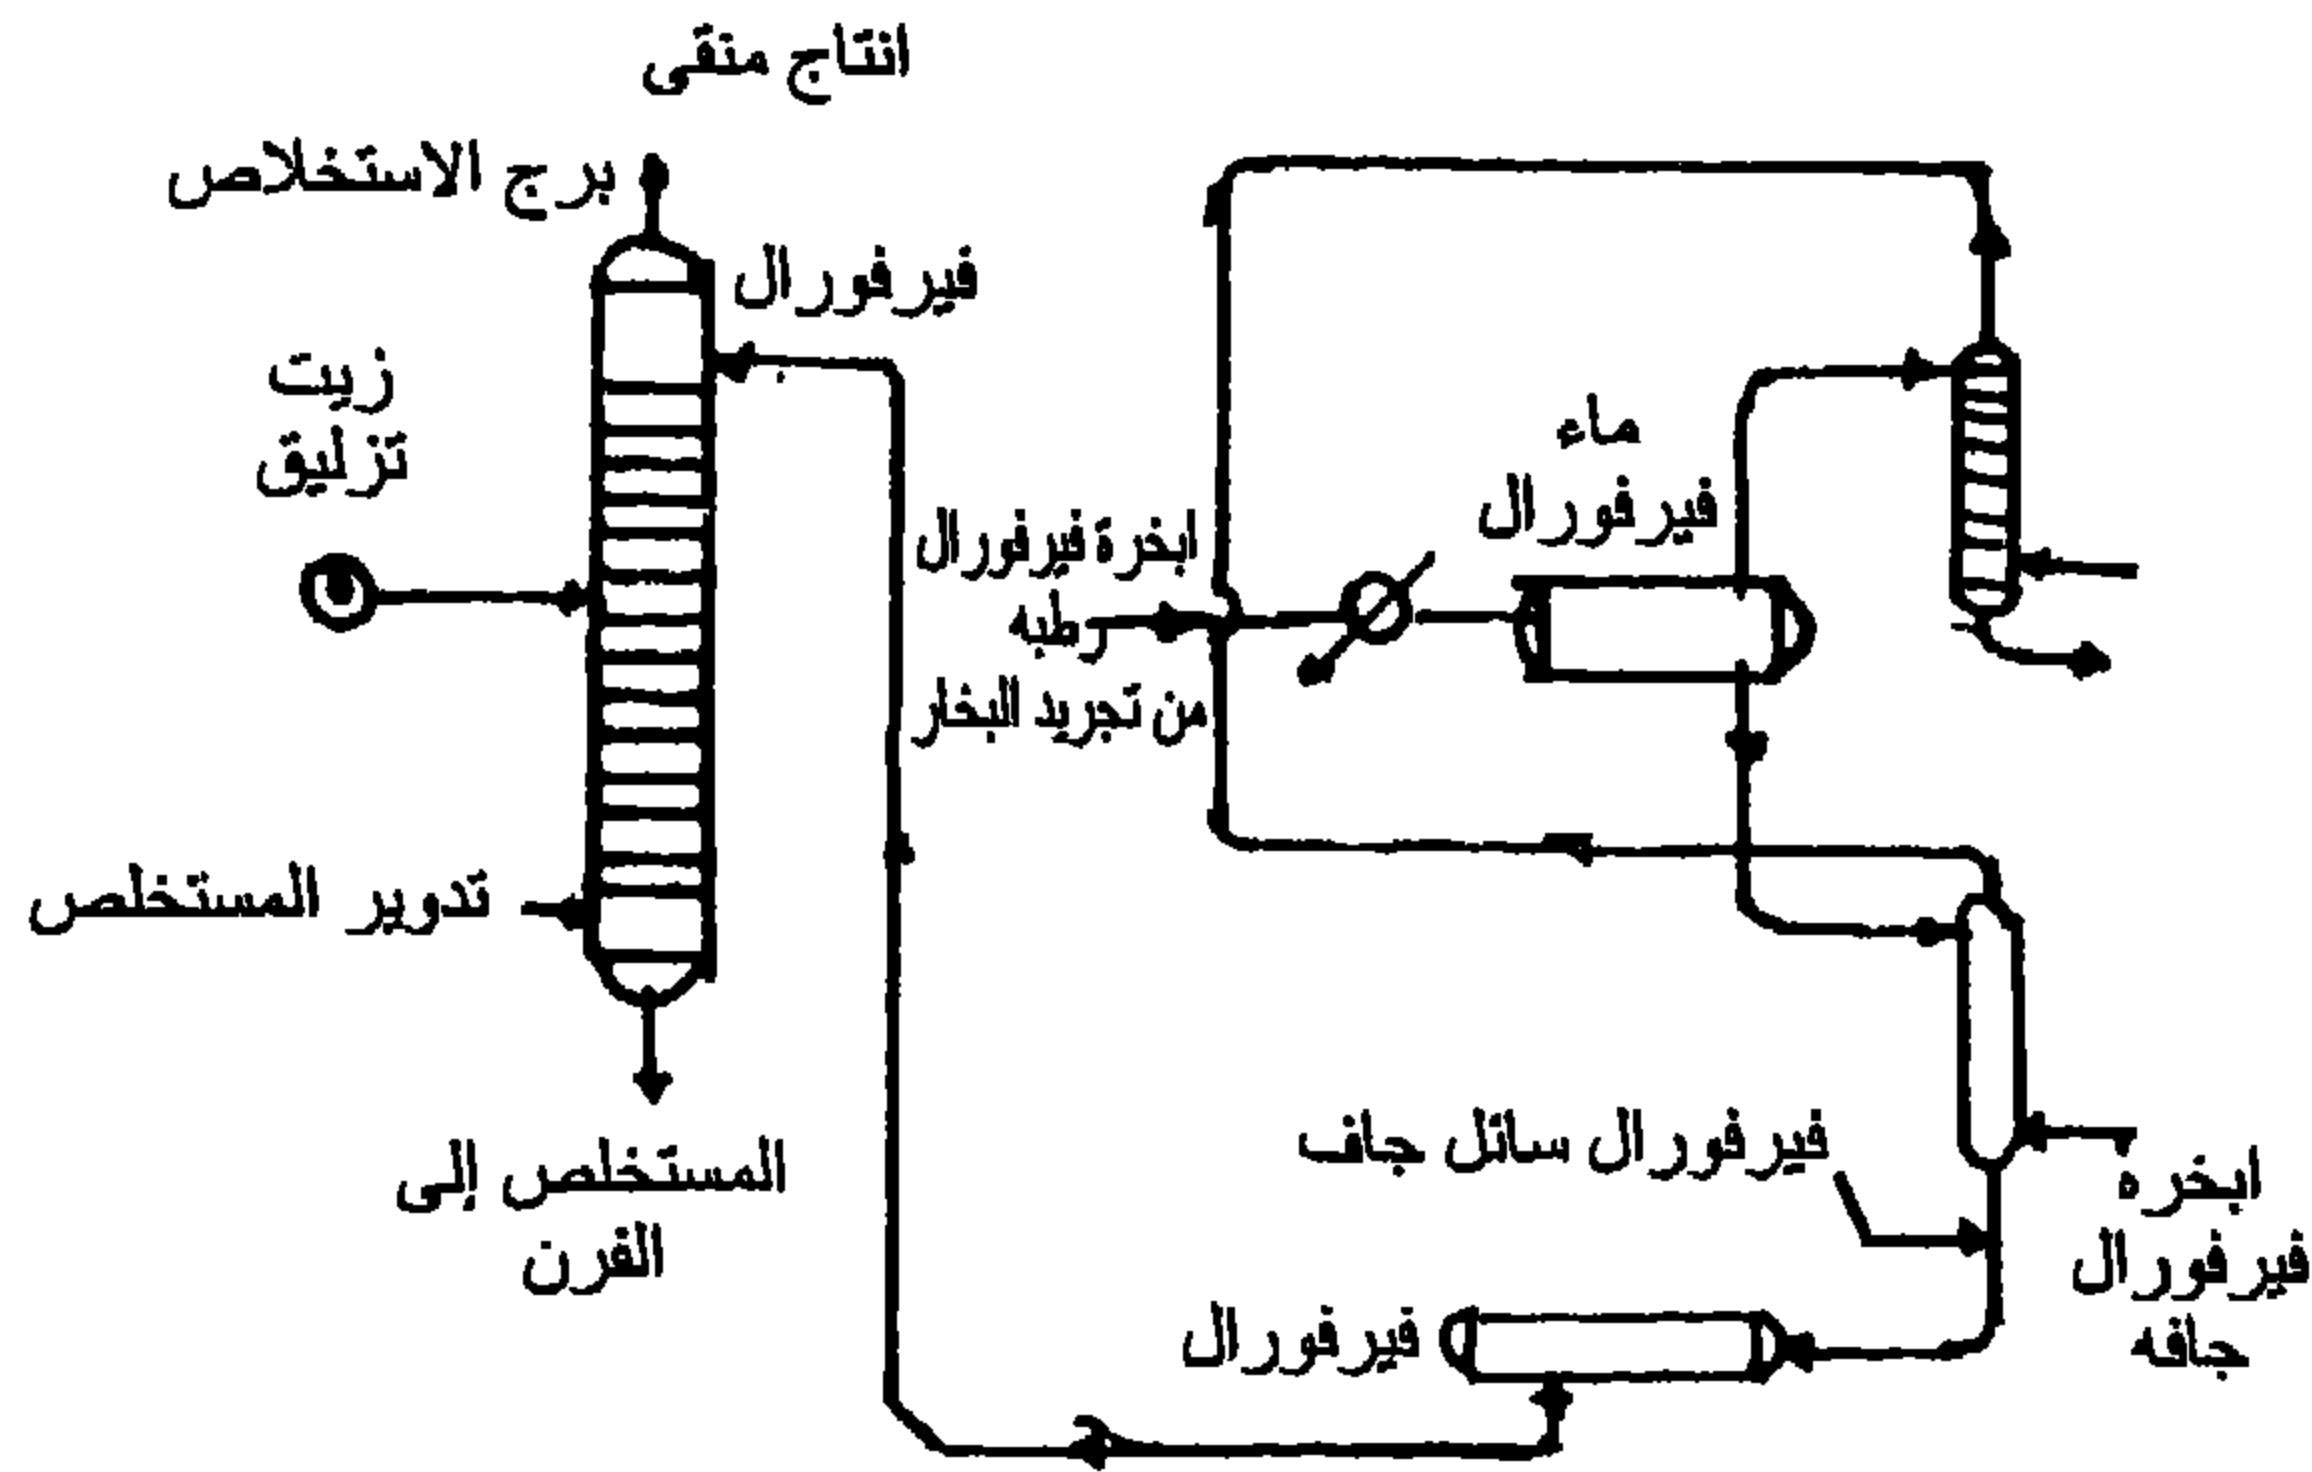 انتاج منقى
برج الاستخلاص
فيرفورال
زيت
تزليق
ماء
فيرفورال
ابخرة فيرفورال
رطبه
من تجريد البخار
تدوير المستخلص
المستخلص إلى
الفرن
فيرفورال سائل جاف
ابخره
فيرفورال
جافه
فيرفورال